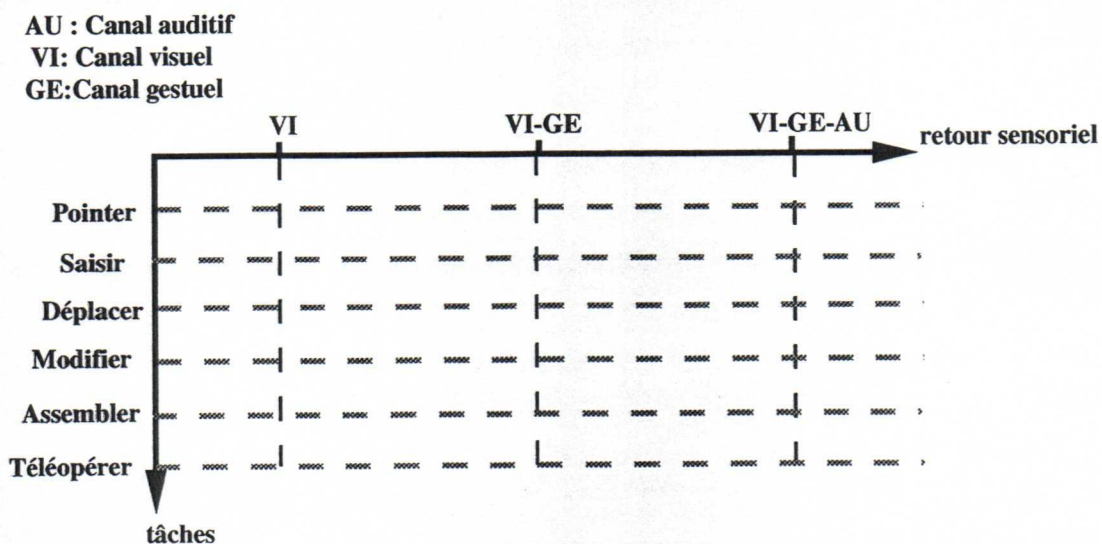 AU : Canal auditif
VI: Canal visuel
GE:Canal gestuel
VI VI-GE VI-GE-AU
retour sensoriel
Pointer
Saisir
Déplacer
Modifier
Assembler
Téléopérer
tâches